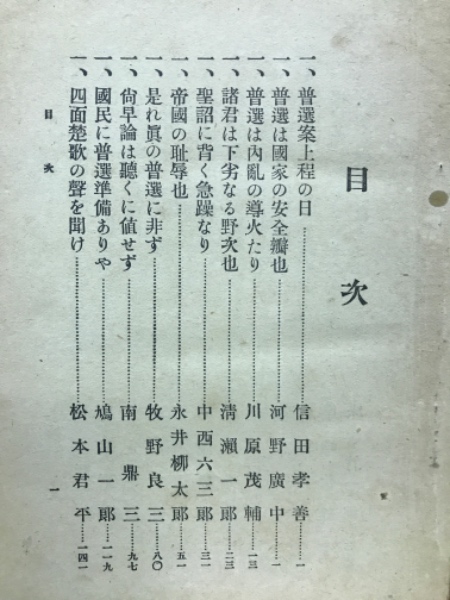 目次
一、普選案上程の日……信田孝善……一
一、普選は國家の安全瓣也……河野廣中……一
一、普選は內亂の導火たり……川原茂輔……一三
一、諸君は下劣なる野次也……淸瀨一郞……二三
一、聖詔に背く急躁なり……中西六三郞……三一
一、帝國の耻辱也……永井柳太郞……五一
一、是れ眞の普選に非ず……牧野良三……八〇
一、尙早論は聽くに値せず……南鼎三……九七
一、國民に普選準備ありや……鳩山一郞……一一九
一、四面楚歌の聲を聞け……松本君平……一四一
目次
一